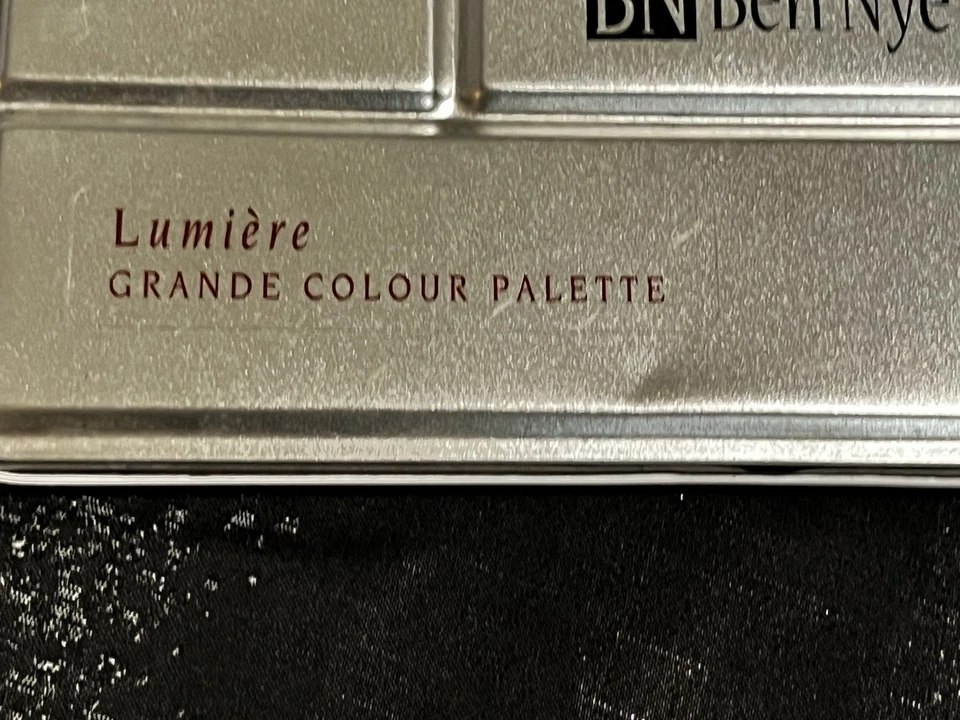 BN Ben Nye
Lumière
GRANDE COLOUR PALETTE